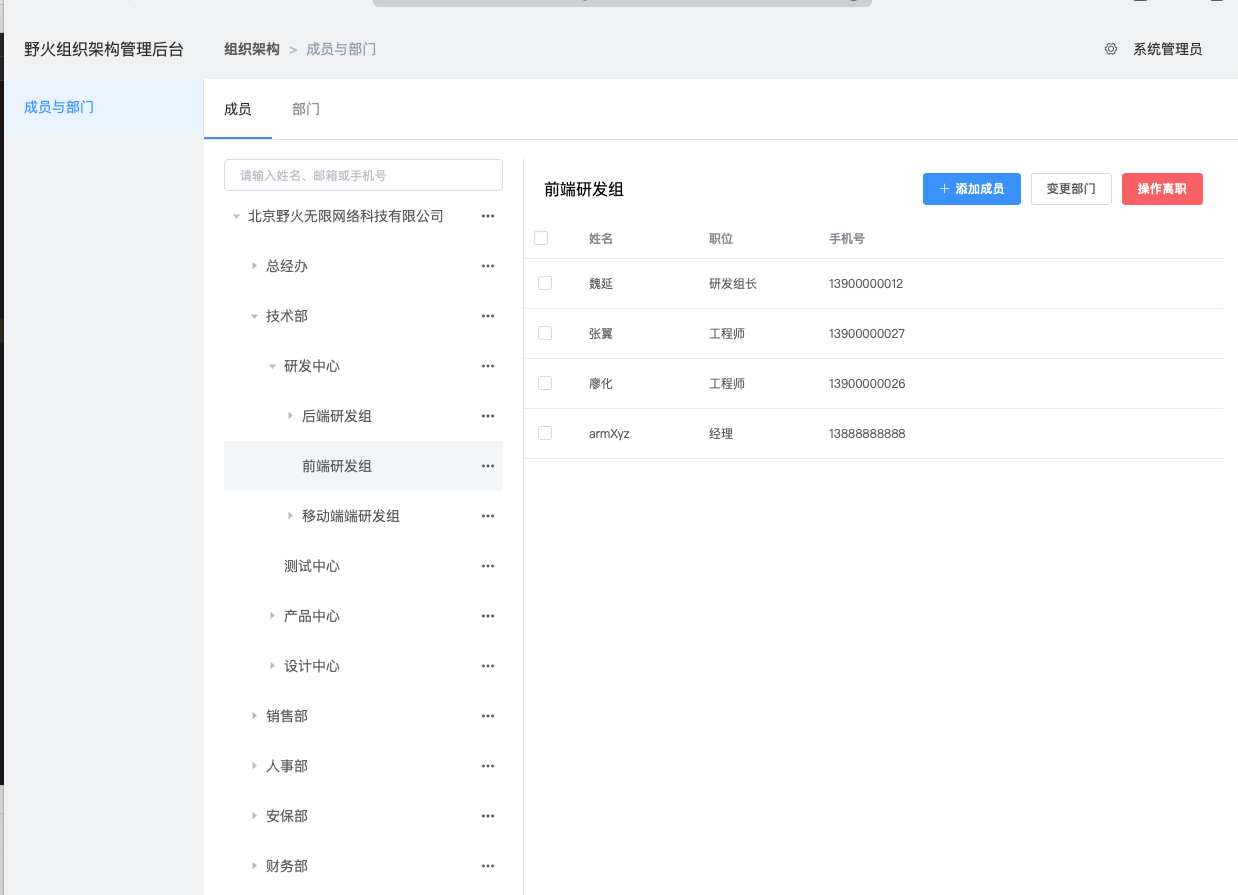 野火组织架构管理后台
组织架构 > 成员与部门
系统管理员
成员与部门
成员 部门
请输入姓名、邮箱或手机号
北京野火无限网络科技有限公司
总经办
技术部
研发中心
后端研发组
前端研发组
移动端端研发组
测试中心
产品中心
设计中心
销售部
人事部
安保部
财务部
前端研发组
+ 添加成员 变更部门 操作离职
姓名 职位 手机号
魏延 研发组长 13900000012
张翼 工程师 13900000027
廖化 工程师 13900000026
armXyz 经理 13888888888